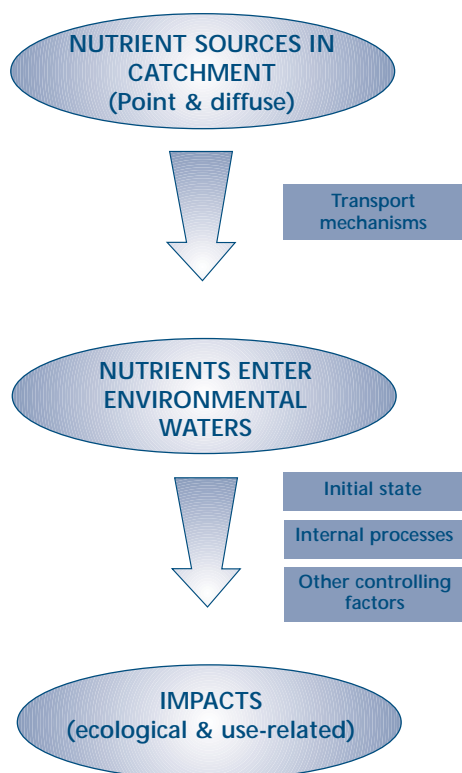 NUTRIENT SOURCES IN
CATCHMENT
(Point & diffuse)
Transport
mechanisms
NUTRIENTS ENTER
ENVIRONMENTAL
WATERS
Initial state
Internal processes
Other controlling
factors
IMPACTS
(ecological & use-related)